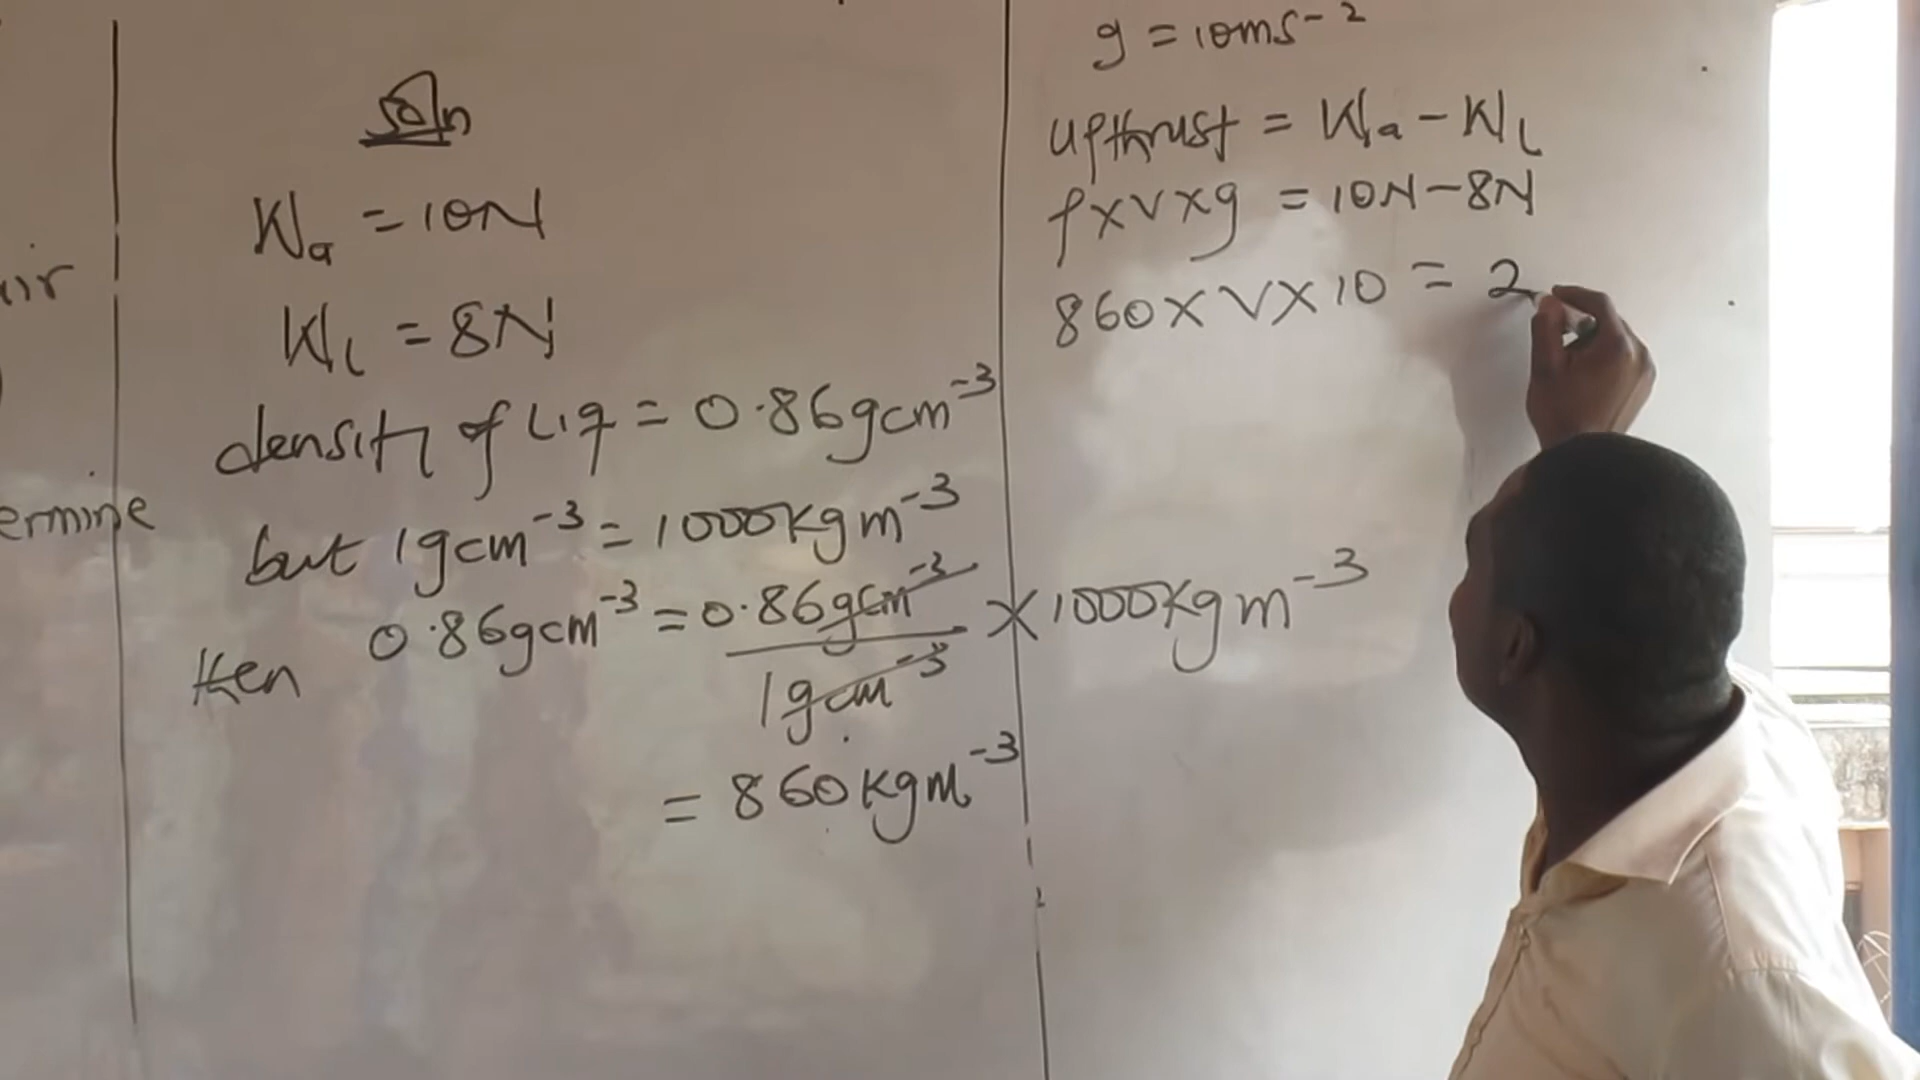 air
ermine
Soln
Wa = 10N
WL = 8N
density of Liq = 0.86gcm⁻³
but 1gcm⁻³ = 1000kgm⁻³
then 0.86gcm⁻³ = 0.86gcm⁻³ / 1gcm⁻³ × 1000kgm⁻³
= 860kgm⁻³
g = 10ms⁻²
upthrust = Wa - WL
ρ×v×g = 10N - 8N
860×V×10 = 2